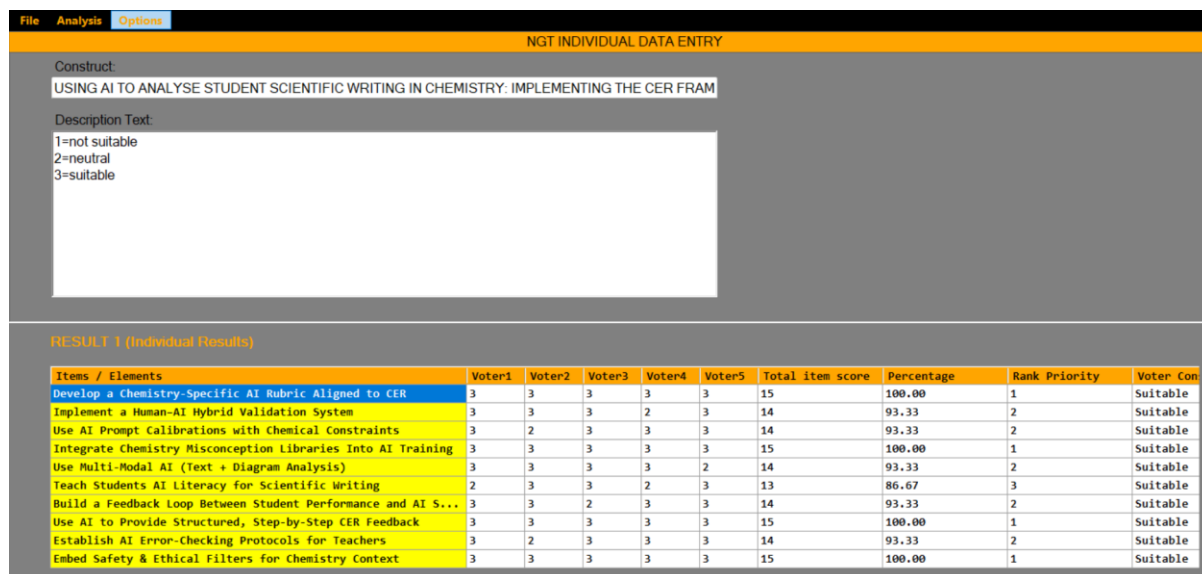 File Analysis Options
NGT INDIVIDUAL DATA ENTRY
Construct:
USING AI TO ANALYSE STUDENT SCIENTIFIC WRITING IN CHEMISTRY: IMPLEMENTING THE CER FRAM
Description Text:
1=not suitable
2=neutral
3=suitable
RESULT 1 (Individual Results)
Items / Elements Voter1 Voter2 Voter3 Voter4 Voter5 Total item score Percentage Rank Priority Voter Con
Develop a Chemistry-Specific AI Rubric Aligned to CER 3 3 3 3 3 15 100.00 1 Suitable
Implement a Human-AI Hybrid Validation System 3 3 3 2 3 14 93.33 2 Suitable
Use AI Prompt Calibrations with Chemical Constraints 3 2 3 3 3 14 93.33 2 Suitable
Integrate Chemistry Misconception Libraries Into AI Training 3 3 3 3 3 15 100.00 1 Suitable
Use Multi-Modal AI (Text + Diagram Analysis) 3 3 3 3 2 14 93.33 2 Suitable
Teach Students AI Literacy for Scientific Writing 2 3 3 2 3 13 86.67 3 Suitable
Build a Feedback Loop Between Student Performance and AI S... 3 3 2 3 3 14 93.33 2 Suitable
Use AI to Provide Structured, Step-by-Step CER Feedback 3 3 3 3 3 15 100.00 1 Suitable
Establish AI Error-Checking Protocols for Teachers 3 2 3 3 3 14 93.33 2 Suitable
Embed Safety & Ethical Filters for Chemistry Context 3 3 3 3 3 15 100.00 1 Suitable